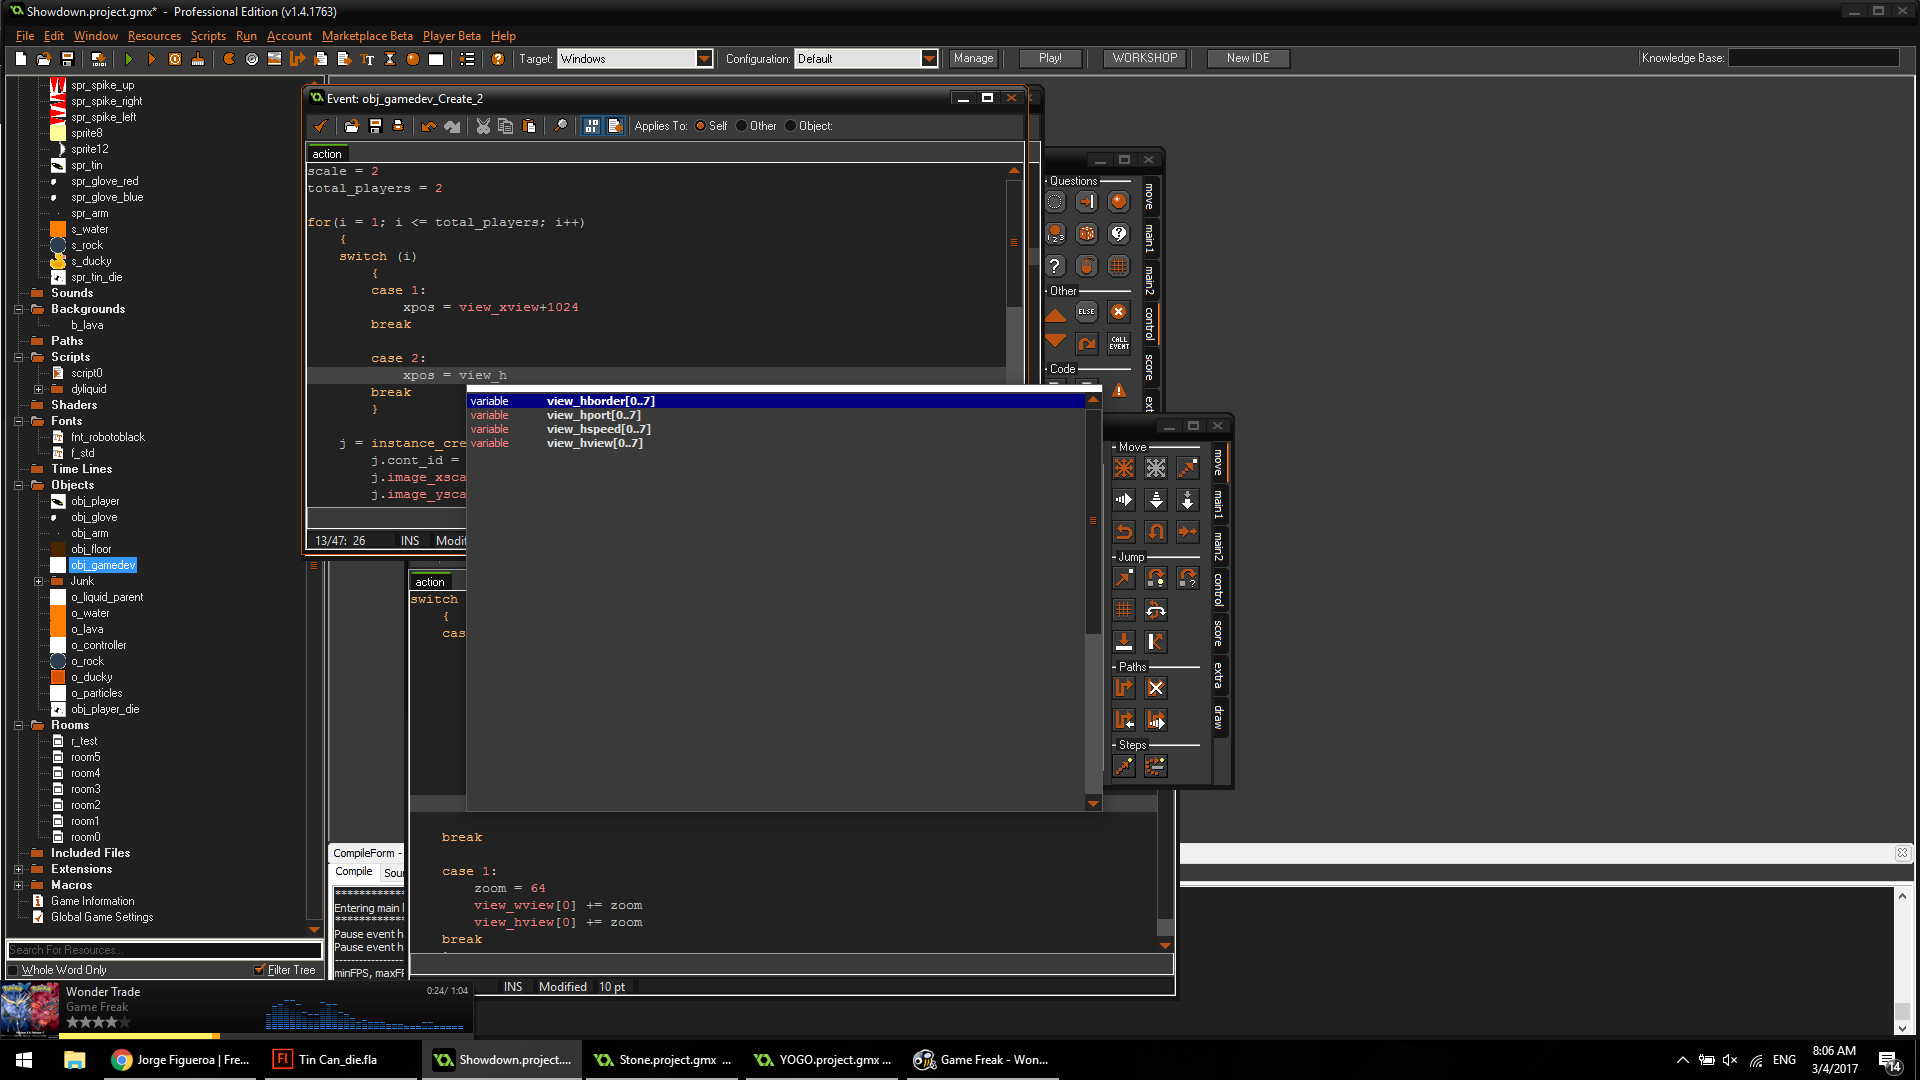 Showdown.project.gmx* - Professional Edition (v1.4.1763)
File Edit Window Resources Scripts Run Account Marketplace Beta Player Beta Help
Target: Windows Configuration: Default Manage Play! WORKSHOP New IDE Knowledge Base:
spr_spike_up
spr_spike_right
spr_spike_left
sprite8
sprite12
spr_tin
spr_glove_red
spr_glove_blue
spr_arm
s_water
s_rock
s_ducky
spr_tin_die
Sounds
Backgrounds
b_lava
Paths
Scripts
script0
dyliquid
Shaders
Fonts
fnt_robotoblack
f_std
Time Lines
Objects
obj_player
obj_glove
obj_arm
obj_floor
obj_gamedev
Junk
o_liquid_parent
o_water
o_lava
o_controller
o_rock
o_ducky
o_particles
obj_player_die
Rooms
r_test
room5
room4
room3
room2
room1
room0
Included Files
Extensions
Macros
Game Information
Global Game Settings
Search For Resources...
Whole Word Only Filter Tree
Event: obj_gamedev_Create_2
Applies To: Self Other Object:
action
scale = 2
total_players = 2
for(i = 1; i <= total_players; i++)
{
switch (i)
{
case 1:
xpos = view_xview+1024
break
case 2:
xpos = view_h
break
}
j = instance_cre
j.cont_id =
j.image_xsca
j.image_ysca
13/47: 26 INS Modif
variable view_hborder[0..7]
variable view_hport[0..7]
variable view_hspeed[0..7]
variable view_hview[0..7]
Questions
Other
ELSE
CALL EVENT
Code
move
main1
main2
control
score
ext
Move
Jump
Paths
Steps
move
main1
main2
control
score
extra
draw
action
switch
{
cas
break
case 1:
zoom = 64
view_wview[0] += zoom
view_hview[0] += zoom
break
INS Modified 10 pt
CompileForm -
Compile Sour
**************
Entering main l
**************
Pause event h
Pause event h
minFPS, maxFP
Wonder Trade
Game Freak
0:24/ 1:04
Jorge Figueroa | Fre...
Tin Can_die.fla
Showdown.project....
Stone.project.gmx ...
YOGO.project.gmx ...
Game Freak - Won...
ENG
8:06 AM
3/4/2017
14